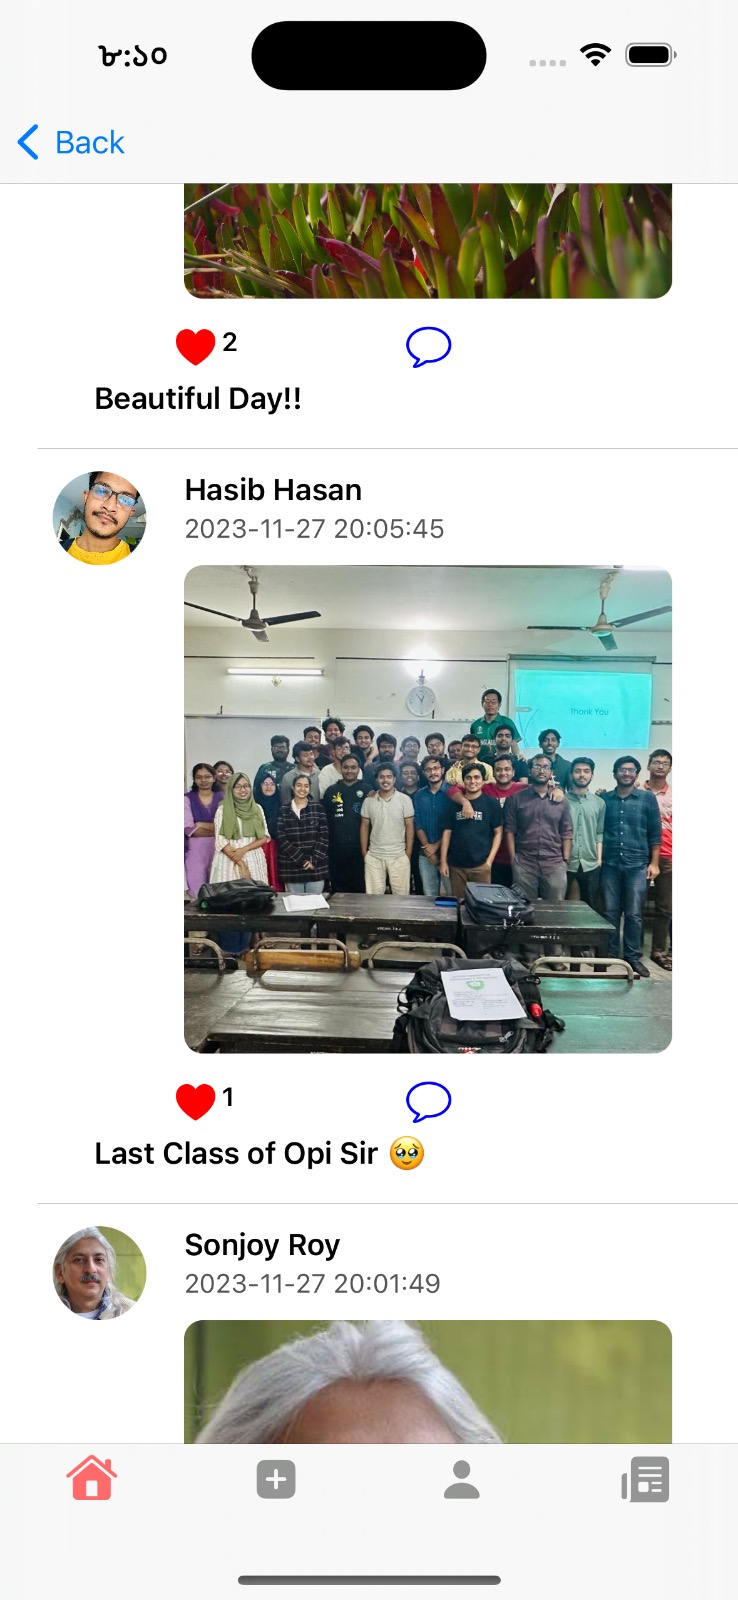 ৮:১০
Back
2
Beautiful Day!!
Hasib Hasan
2023-11-27 20:05:45
Thank You
1
Last Class of Opi Sir 🥹
Sonjoy Roy
2023-11-27 20:01:49